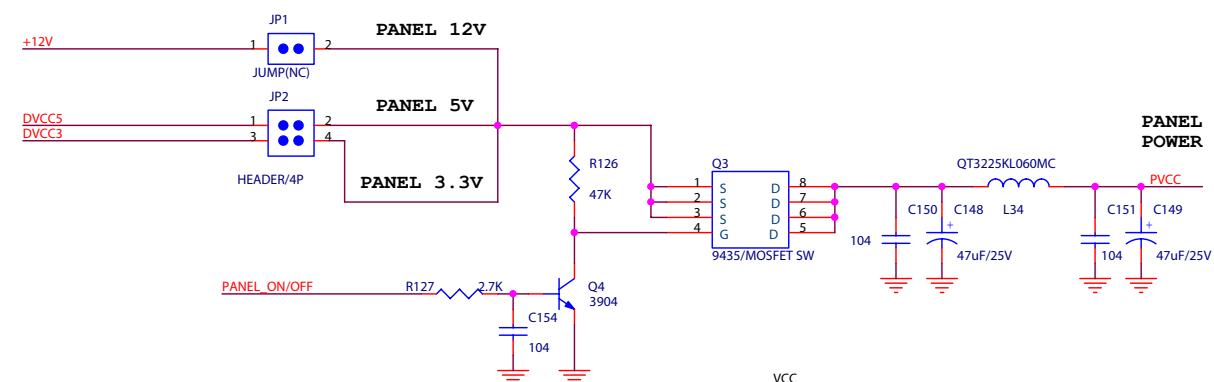 JP1
PANEL 12V
+12V
1
2
JUMP(NC)
JP2
PANEL 5V
DVCC5
1
2
DVCC3
3
4
HEADER/4P
PANEL 3.3V
R126
47K
Q3
1
S
D
8
2
S
D
7
3
S
D
6
4
G
D
5
9435/MOSFET SW
PANEL
POWER
QT3225KL060MC
L34
PVCC
C150
C148
104
+
47uF/25V
C151
C149
104
+
47uF/25V
PANEL_ON/OFF
R127
2.7K
C154
104
Q4
3904
VCC